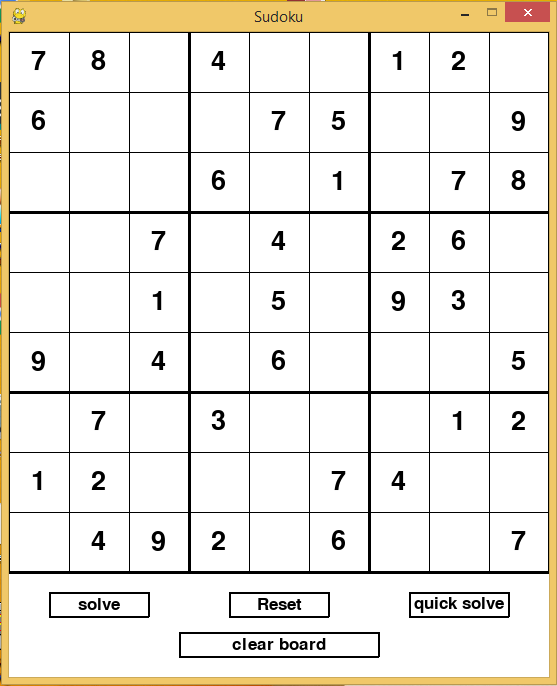 Sudoku
7 8 4 1 2
6 7 5 9
6 1 7 8
7 4 2 6
1 5 9 3
9 4 6 5
7 3 1 2
1 2 7 4
4 9 2 6 7
solve Reset quick solve
clear board